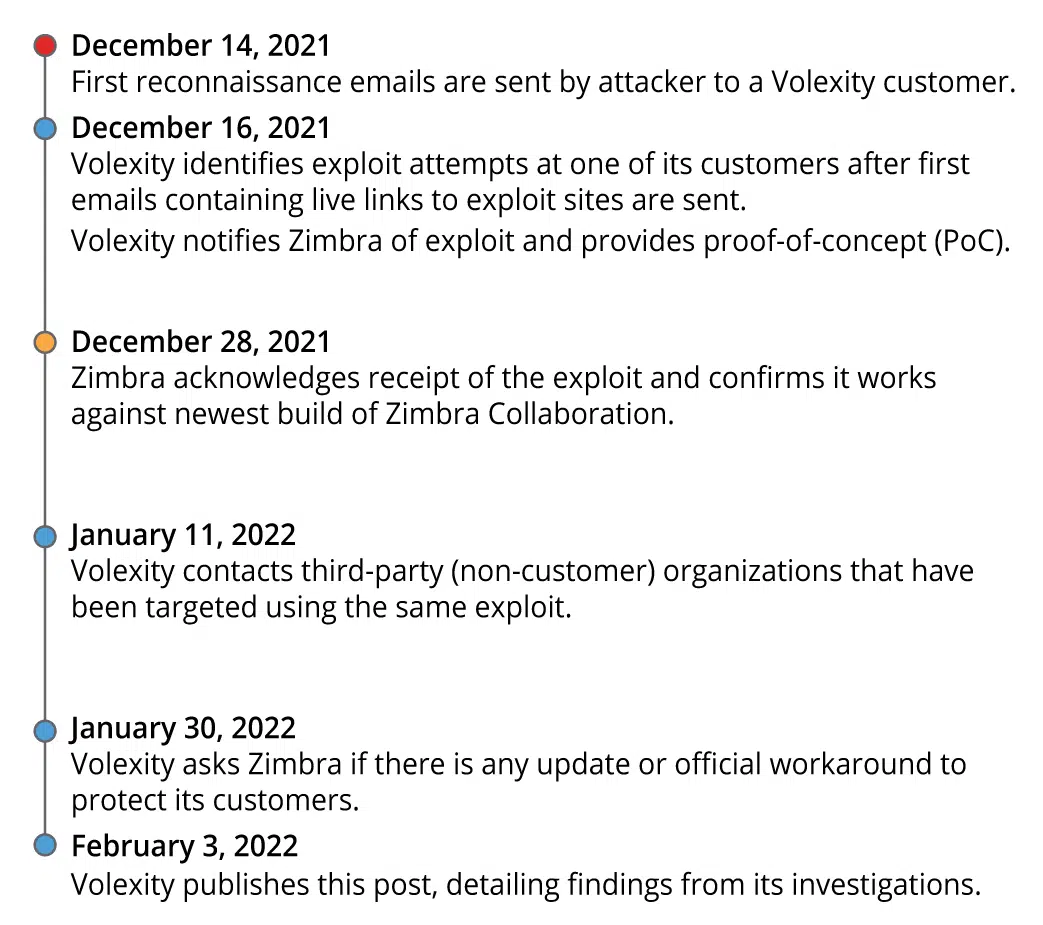 December 14, 2021
First reconnaissance emails are sent by attacker to a Volexity customer.
December 16, 2021
Volexity identifies exploit attempts at one of its customers after first
emails containing live links to exploit sites are sent.
Volexity notifies Zimbra of exploit and provides proof-of-concept (PoC).
December 28, 2021
Zimbra acknowledges receipt of the exploit and confirms it works
against newest build of Zimbra Collaboration.
January 11, 2022
Volexity contacts third-party (non-customer) organizations that have
been targeted using the same exploit.
January 30, 2022
Volexity asks Zimbra if there is any update or official workaround to
protect its customers.
February 3, 2022
Volexity publishes this post, detailing findings from its investigations.